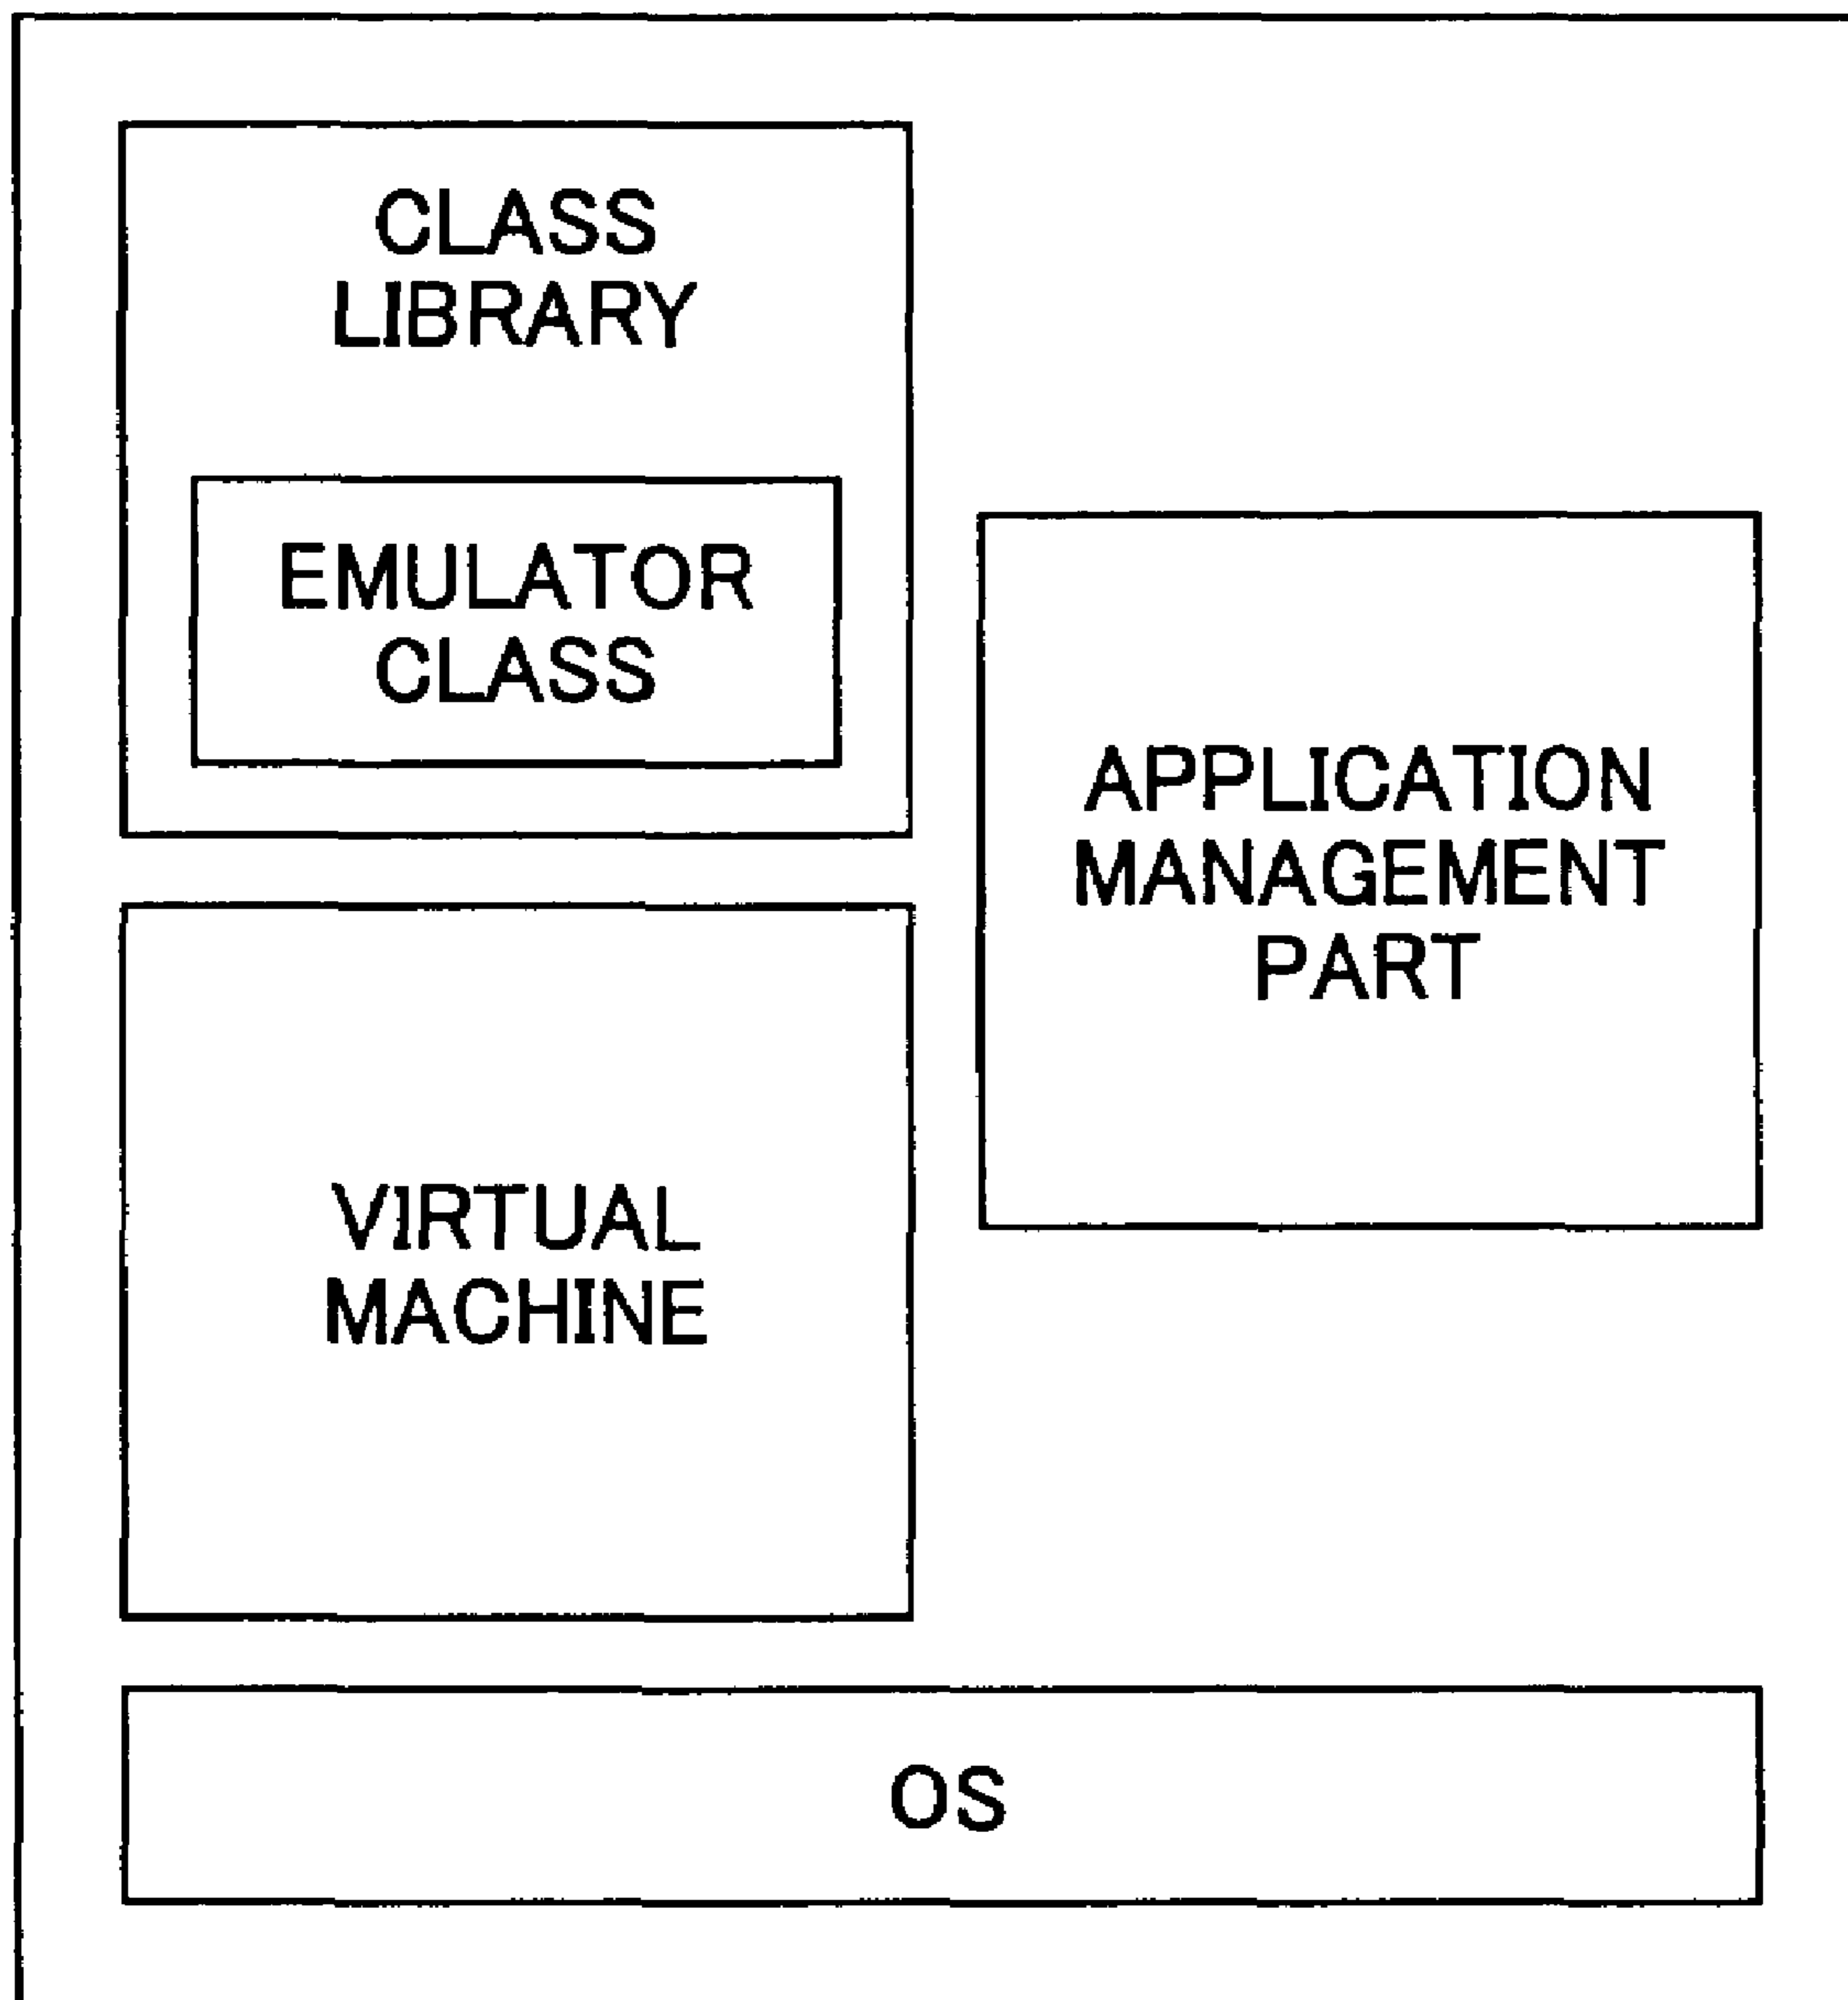 CLASS
LIBRARY
EMULATOR
CLASS
APPLICATION
MANAGEMENT
PART
VIRTUAL
MACHINE
OS